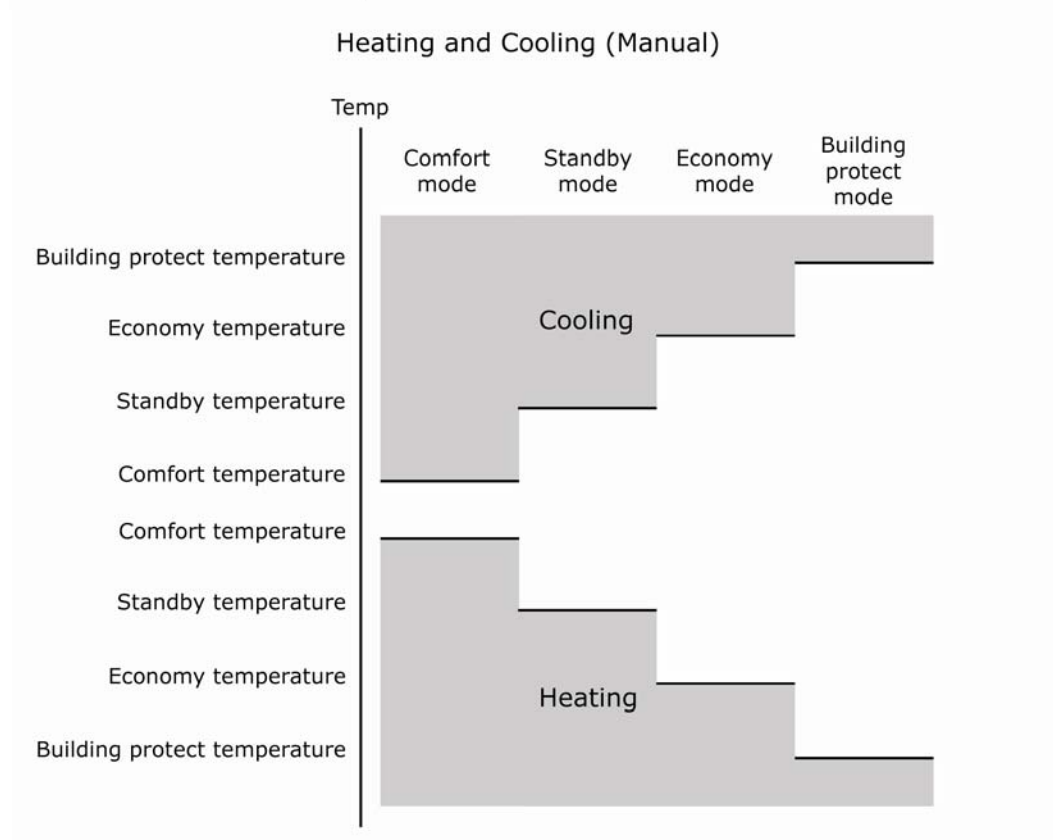 Heating and Cooling (Manual)
Temp
Comfort
mode
Standby
mode
Economy
mode
Building
protect
mode
Building protect temperature
Economy temperature
Cooling
Standby temperature
Comfort temperature
Comfort temperature
Standby temperature
Economy temperature
Heating
Building protect temperature